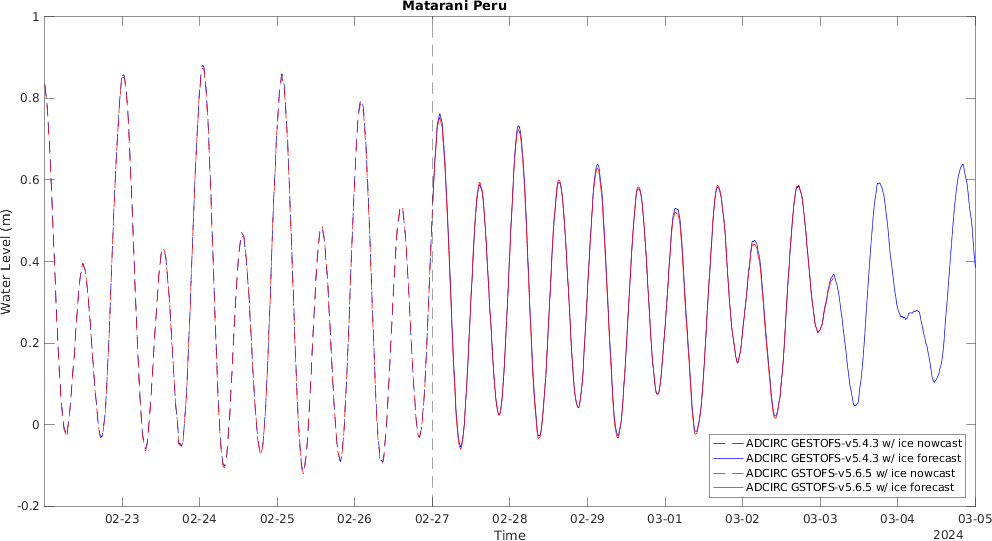 Matarani Peru
1
0.8
0.6
0.4
0.2
0
-0.2
Water Level (m)
02-23 02-24 02-25 02-26 02-27 02-28 02-29 03-01 03-02 03-03 03-04 03-05
Time
2024
ADCIRC GESTOFS-v5.4.3 w/ ice nowcast
ADCIRC GESTOFS-v5.4.3 w/ ice forecast
ADCIRC GSTOFS-v5.6.5 w/ ice nowcast
ADCIRC GSTOFS-v5.6.5 w/ ice forecast